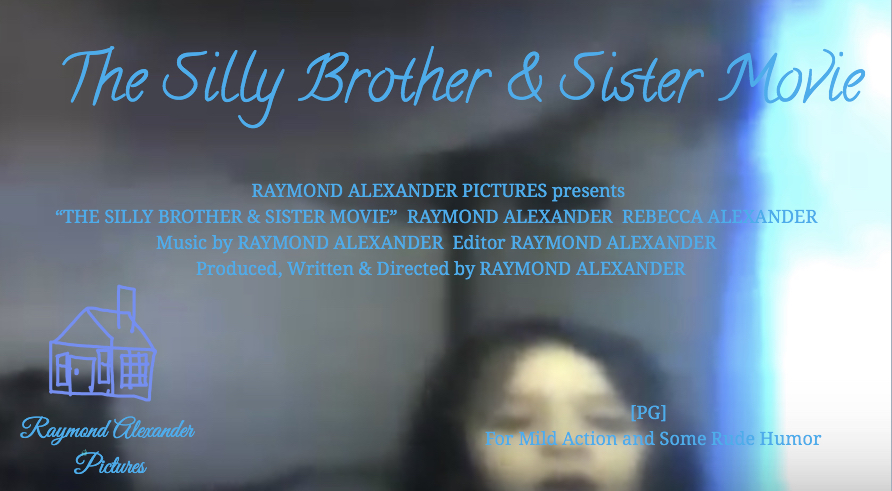 The Silly Brother & Sister Movie
RAYMOND ALEXANDER PICTURES presents
“THE SILLY BROTHER & SISTER MOVIE”  RAYMOND ALEXANDER  REBECCA ALEXANDER
Music by RAYMOND ALEXANDER  Editor RAYMOND ALEXANDER
Produced, Written & Directed by RAYMOND ALEXANDER
[PG]
For Mild Action and Some Rude Humor
Raymond Alexander
Pictures